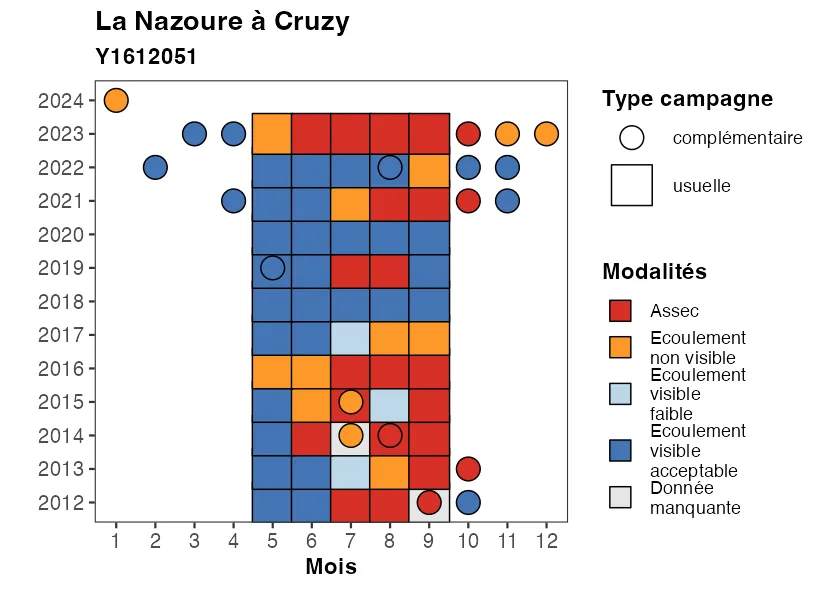 La Nazoure à Cruzy
Y1612051
2024
2023
2022
2021
2020
2019
2018
2017
2016
2015
2014
2013
2012
1 2 3 4 5 6 7 8 9 10 11 12
Mois
Type campagne
complémentaire
usuelle
Modalités
Assec
Ecoulement
non visible
Ecoulement
visible
faible
Ecoulement
visible
acceptable
Donnée
manquante